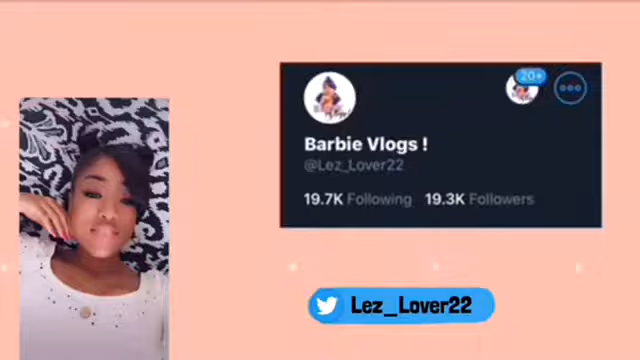 20+
Barbie Vlogs !
@Lez_Lover22
19.7K Following 19.3K Followers
Lez_Lover22